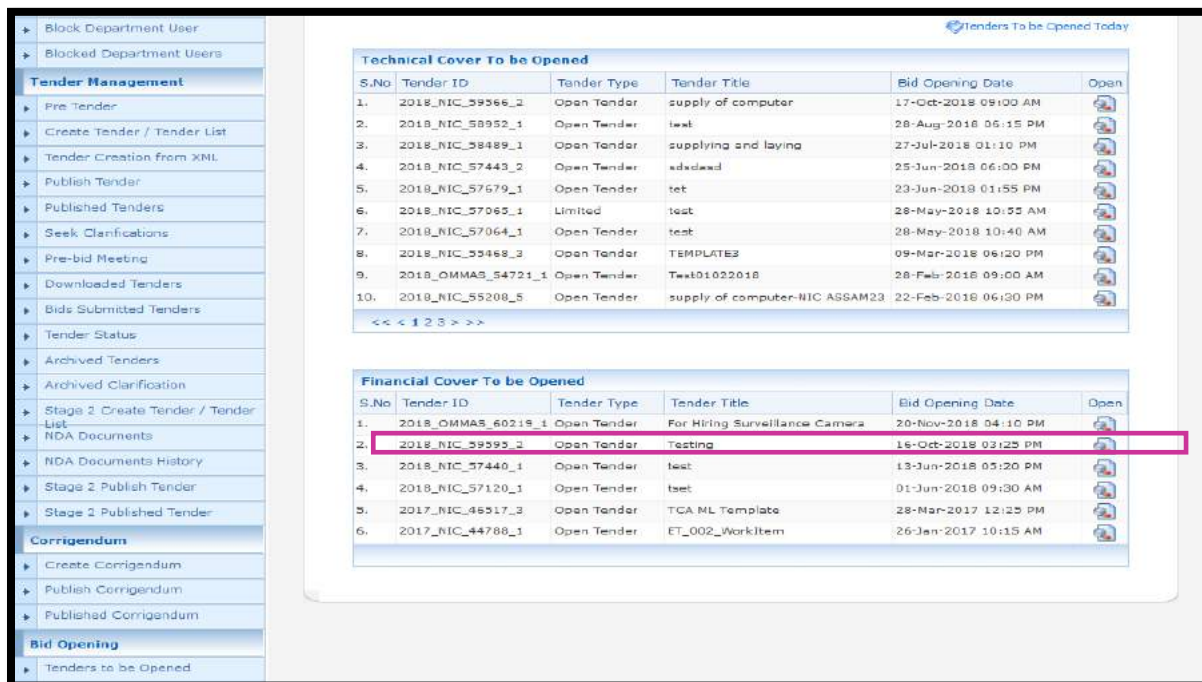 Block Department User
Blocked Department Users
Tender Management
Pre Tender
Create Tender / Tender List
Tender Creation from XML
Publish Tender
Published Tenders
Seek Clarifications
Pre-bid Meeting
Downloaded Tenders
Bids Submitted Tenders
Tender Status
Archived Tenders
Archived Clarification
Stage 2 Create Tender / Tender
List
NDA Documents
NDA Documents History
Stage 2 Publish Tender
Stage 2 Published Tender
Corrigendum
Create Corrigendum
Publish Corrigendum
Published Corrigendum
Bid Opening
Tenders to be Opened
Tenders To be Opened Today
Technical Cover To be Opened
S.No Tender ID Tender Type Tender Title Bid Opening Date Open
1. 2018_NIC_59566_2 Open Tender supply of computer 17-Oct-2018 09:00 AM
2. 2018_NIC_58952_1 Open Tender test 28-Aug-2018 06:15 PM
3. 2018_NIC_58489_1 Open Tender supplying and laying 27-Jul-2018 01:10 PM
4. 2018_NIC_57443_2 Open Tender sdsdasd 25-Jun-2018 06:00 PM
5. 2018_NIC_57679_1 Open Tender tet 23-Jun-2018 01:55 PM
6. 2018_NIC_57065_1 Limited test 28-May-2018 10:55 AM
7. 2018_NIC_57064_1 Open Tender test 28-May-2018 10:40 AM
8. 2018_NIC_55468_3 Open Tender TEMPLATE3 09-Mar-2018 06:20 PM
9. 2018_OMMAS_54721_1 Open Tender Test01022018 28-Feb-2018 09:00 AM
10. 2018_NIC_55208_5 Open Tender supply of computer-NIC ASSAM23 22-Feb-2018 06:30 PM
<< < 1 2 3 > >>
Financial Cover To be Opened
S.No Tender ID Tender Type Tender Title Bid Opening Date Open
1. 2018_OMMAS_60219_1 Open Tender For Hiring Surveillance Camera 20-Nov-2018 04:10 PM
2. 2018_NIC_59595_2 Open Tender Testing 16-Oct-2018 03:25 PM
3. 2018_NIC_57440_1 Open Tender test 13-Jun-2018 05:20 PM
4. 2018_NIC_57120_1 Open Tender tset 01-Jun-2018 09:30 AM
5. 2017_NIC_46517_3 Open Tender TCA ML Template 28-Mar-2017 12:25 PM
6. 2017_NIC_44788_1 Open Tender ET_002_WorkItem 26-Jan-2017 10:15 AM